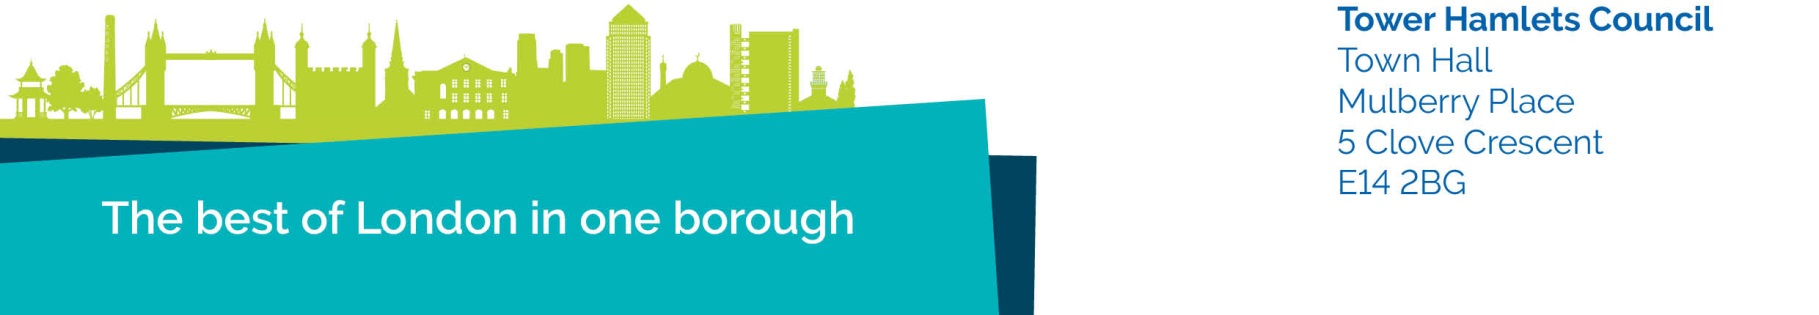 The best of London in one borough
Tower Hamlets Council
Town Hall
Mulberry Place
5 Clove Crescent
E14 2BG